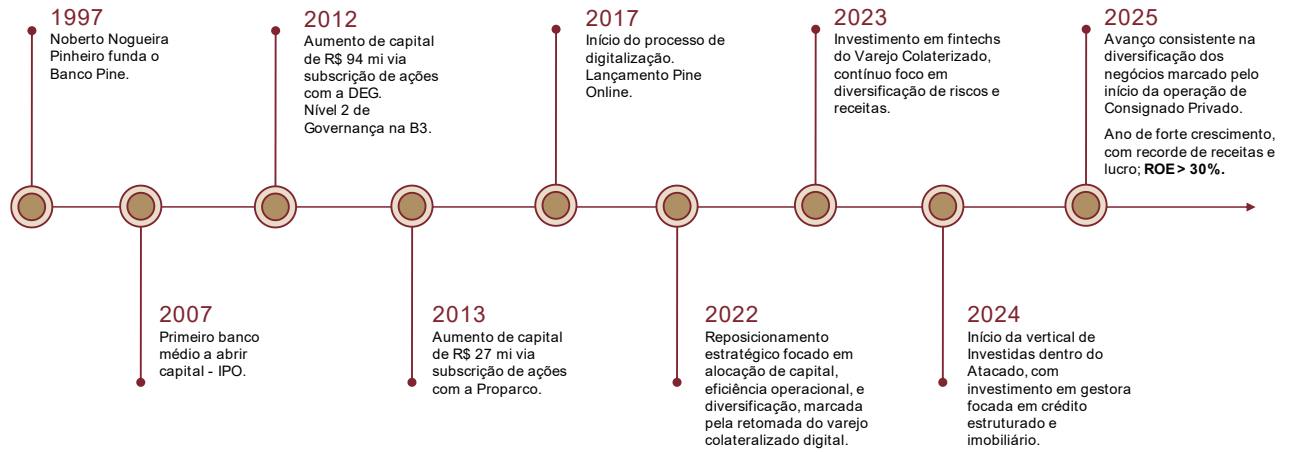 1997
Noberto Nogueira
Pinheiro funda o
Banco Pine.
2007
Primeiro banco
médio a abrir
capital - IPO.
2012
Aumento de capital
de R$ 94 mi via
subscrição de ações
com a DEG.
Nível 2 de
Governança na B3.
2013
Aumento de capital
de R$ 27 mi via
subscrição de ações
com a Proparco.
2017
Início do processo de
digitalização.
Lançamento Pine
Online.
2022
Reposicionamento
estratégico focado em
alocação de capital,
eficiência operacional, e
diversificação, marcada
pela retomada do varejo
colateralizado digital.
2023
Investimento em fintechs
do Varejo Colaterizado,
contínuo foco em
diversificação de riscos e
receitas.
2024
Início da vertical de
Investidas dentro do
Atacado, com
investimento em gestora
focada em crédito
estruturado e
imobiliário.
2025
Avanço consistente na
diversificação dos
negócios marcado pelo
início da operação de
Consignado Privado.
Ano de forte crescimento,
com recorde de receitas e
lucro; ROE > 30%.